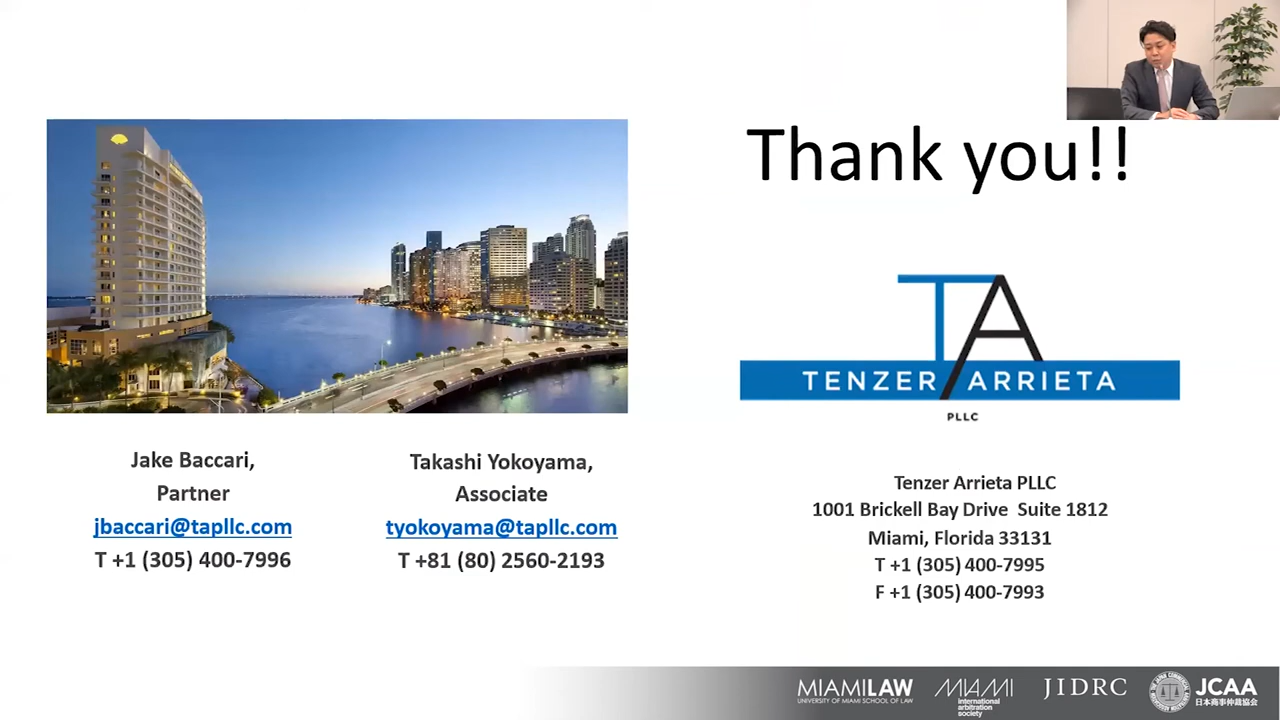 Thank you!!
TA
TENZER ARRIETA
PLLC
Jake Baccari,
Partner
jbaccari@tapllc.com
T +1 (305) 400-7996
Takashi Yokoyama,
Associate
tyokoyama@tapllc.com
T +81 (80) 2560-2193
Tenzer Arrieta PLLC
1001 Brickell Bay Drive Suite 1812
Miami, Florida 33131
T +1 (305) 400-7995
F +1 (305) 400-7993
MIAMILAW
UNIVERSITY OF MIAMI SCHOOL OF LAW
MIAMI
international
arbitration
society
JIDRC
JCAA
日本商事仲裁協会